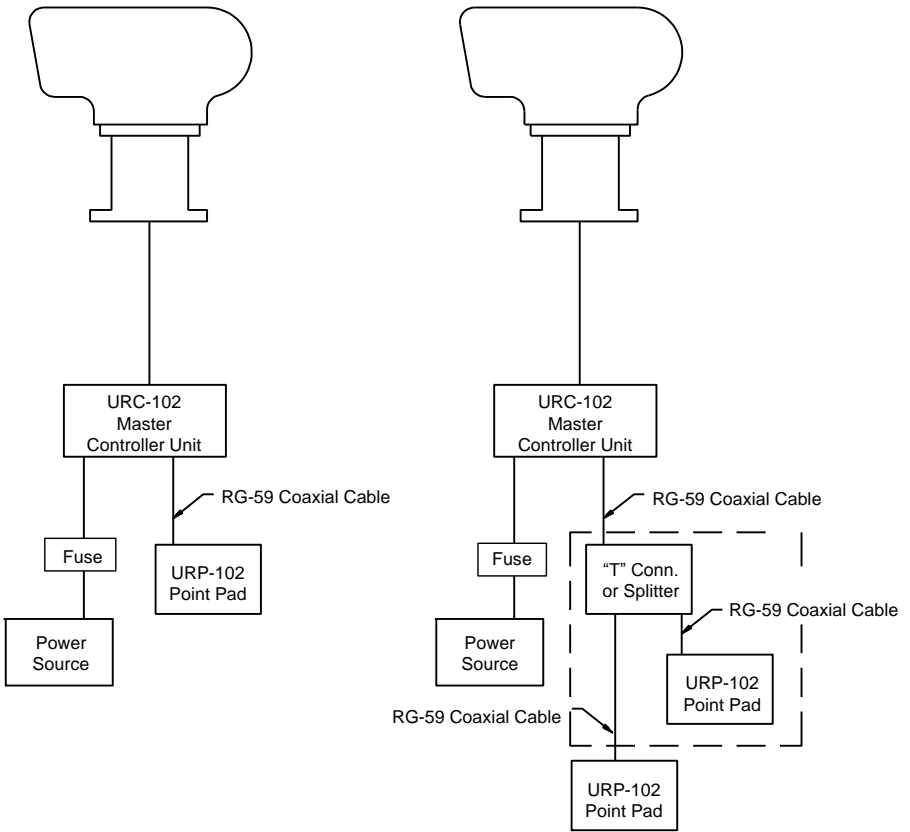 URC-102
Master
Controller Unit
RG-59 Coaxial Cable
Fuse
URP-102
Point Pad
Power
Source
URC-102
Master
Controller Unit
RG-59 Coaxial Cable
Fuse
“T” Conn.
or Splitter
RG-59 Coaxial Cable
Power
Source
URP-102
Point Pad
RG-59 Coaxial Cable
URP-102
Point Pad